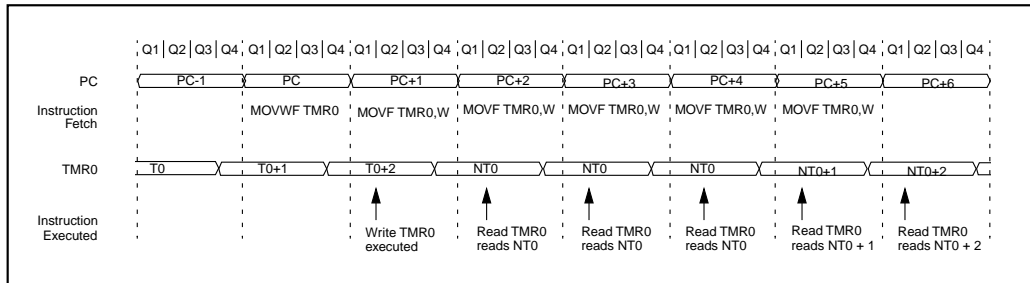 Q1 Q2 Q3 Q4 Q1 Q2 Q3 Q4 Q1 Q2 Q3 Q4 Q1 Q2 Q3 Q4 Q1 Q2 Q3 Q4 Q1 Q2 Q3 Q4 Q1 Q2 Q3 Q4 Q1 Q2 Q3 Q4
PC PC-1 PC PC+1 PC+2 PC+3 PC+4 PC+5 PC+6
Instruction
Fetch
MOVWF TMR0 MOVF TMR0,W MOVF TMR0,W MOVF TMR0,W MOVF TMR0,W MOVF TMR0,W
TMR0 T0 T0+1 T0+2 NT0 NT0 NT0 NT0+1 NT0+2
Instruction
Executed
Write TMR0
executed
Read TMR0
reads NT0
Read TMR0
reads NT0
Read TMR0
reads NT0
Read TMR0
reads NT0 + 1
Read TMR0
reads NT0 + 2